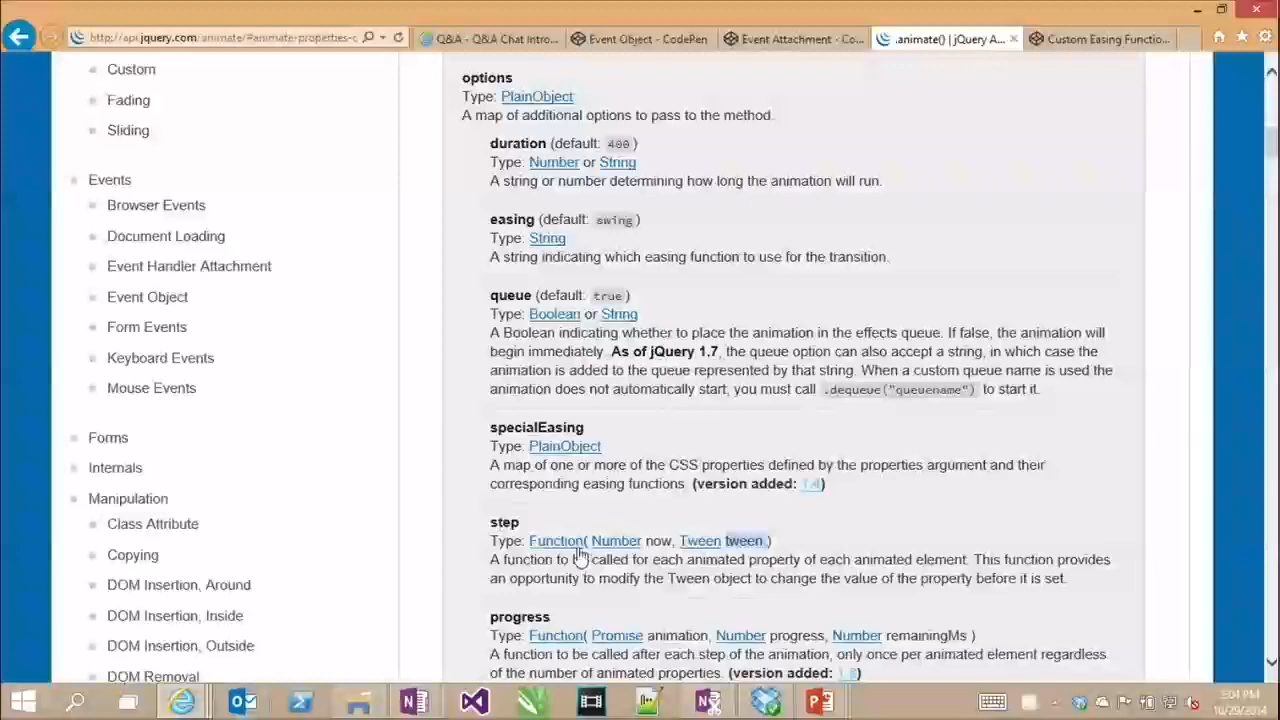 http://api.jquery.com/animate/#animate-properties-o
Q&A - Q&A Chat Intro...
Event Object - CodePen
Event Attachment - Co...
.animate() | jQuery A...
Custom Easing Functio...
Custom
Fading
Sliding
Events
Browser Events
Document Loading
Event Handler Attachment
Event Object
Form Events
Keyboard Events
Mouse Events
Forms
Internals
Manipulation
Class Attribute
Copying
DOM Insertion, Around
DOM Insertion, Inside
DOM Insertion, Outside
DOM Removal
options
Type: PlainObject
A map of additional options to pass to the method.
duration (default: 400)
Type: Number or String
A string or number determining how long the animation will run.
easing (default: swing)
Type: String
A string indicating which easing function to use for the transition.
queue (default: true)
Type: Boolean or String
A Boolean indicating whether to place the animation in the effects queue. If false, the animation will
begin immediately. As of jQuery 1.7, the queue option can also accept a string, in which case the
animation is added to the queue represented by that string. When a custom queue name is used the
animation does not automatically start; you must call .dequeue("queuename") to start it.
specialEasing
Type: PlainObject
A map of one or more of the CSS properties defined by the properties argument and their
corresponding easing functions. (version added: 1.4)
step
Type: Function( Number now, Tween tween )
A function to be called for each animated property of each animated element. This function provides
an opportunity to modify the Tween object to change the value of the property before it is set.
progress
Type: Function( Promise animation, Number progress, Number remainingMs )
A function to be called after each step of the animation, only once per animated element regardless
of the number of animated properties. (version added: 1.8)
5:04 PM
10/29/2014